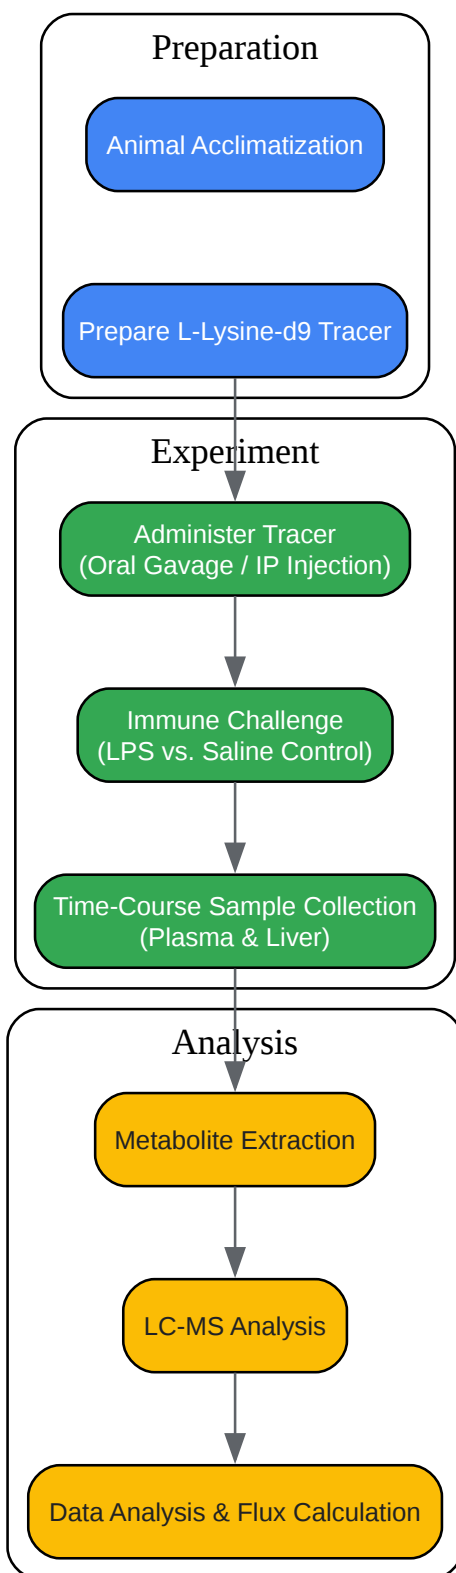 Preparation
Animal Acclimatization
Prepare L-Lysine-d9 Tracer
Experiment
Administer Tracer
(Oral Gavage / IP Injection)
Immune Challenge
(LPS vs. Saline Control)
Time-Course Sample Collection
(Plasma & Liver)
Analysis
Metabolite Extraction
LC-MS Analysis
Data Analysis & Flux Calculation